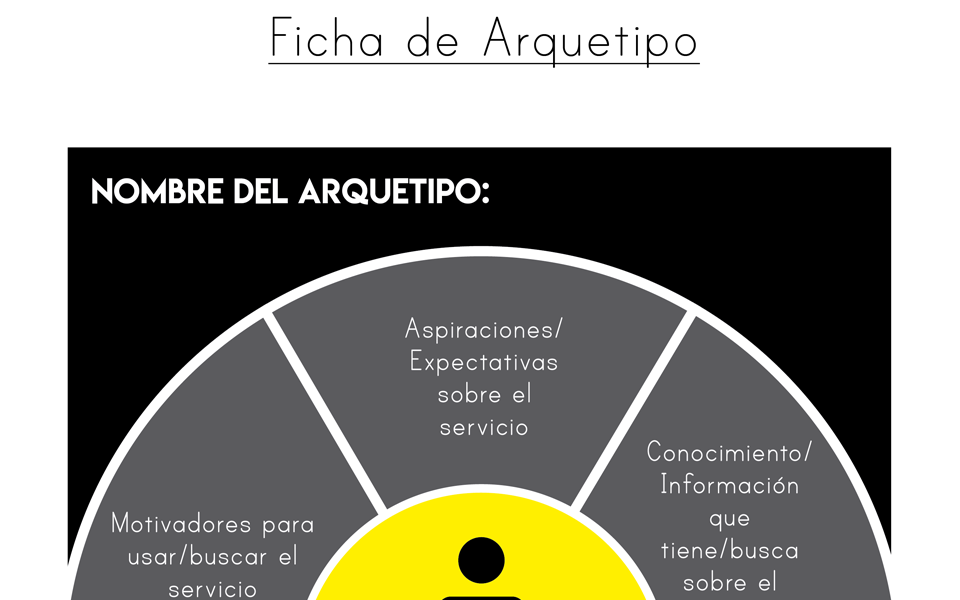 Ficha de Arquetipo
NOMBRE DEL ARQUETIPO:
Aspiraciones/
Expectativas
sobre el
servicio
Conocimiento/
Información
que
tiene/busca
sobre el
Motivadores para
usar/buscar el
servicio